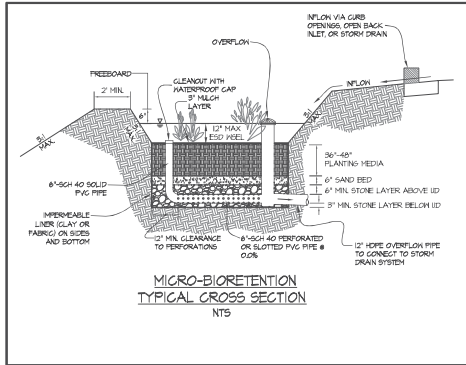 INFLOW VIA CURB
OPENINGS, OPEN BACK
INLET, OR STORM DRAIN
OVERFLOW
CLEANOUT WITH
WATERPROOF CAP
3" MULCH
LAYER
FREEBOARD
2' MIN.
INFLOW
6"
12" MAX.
ESD WSEL
3:1
MAX
3:1
3:1
36"-48"
PLANTING MEDIA
6"-SCH 40 SOLID
PVC PIPE
6" SAND BED
6" MIN. STONE LAYER ABOVE UD
3" MIN. STONE LAYER BELOW UD
IMPERMEABLE
LINER (CLAY OR
FABRIC) ON SIDES
AND BOTTOM
12" MIN. CLEARANCE
TO PERFORATIONS
6"-SCH 40 PERFORATED
OR SLOTTED PVC PIPE @
0.0%
12" HDPE OVERFLOW PIPE
TO CONNECT TO STORM
DRAIN SYSTEM
MICRO-BIORETENTION
TYPICAL CROSS SECTION
NTS